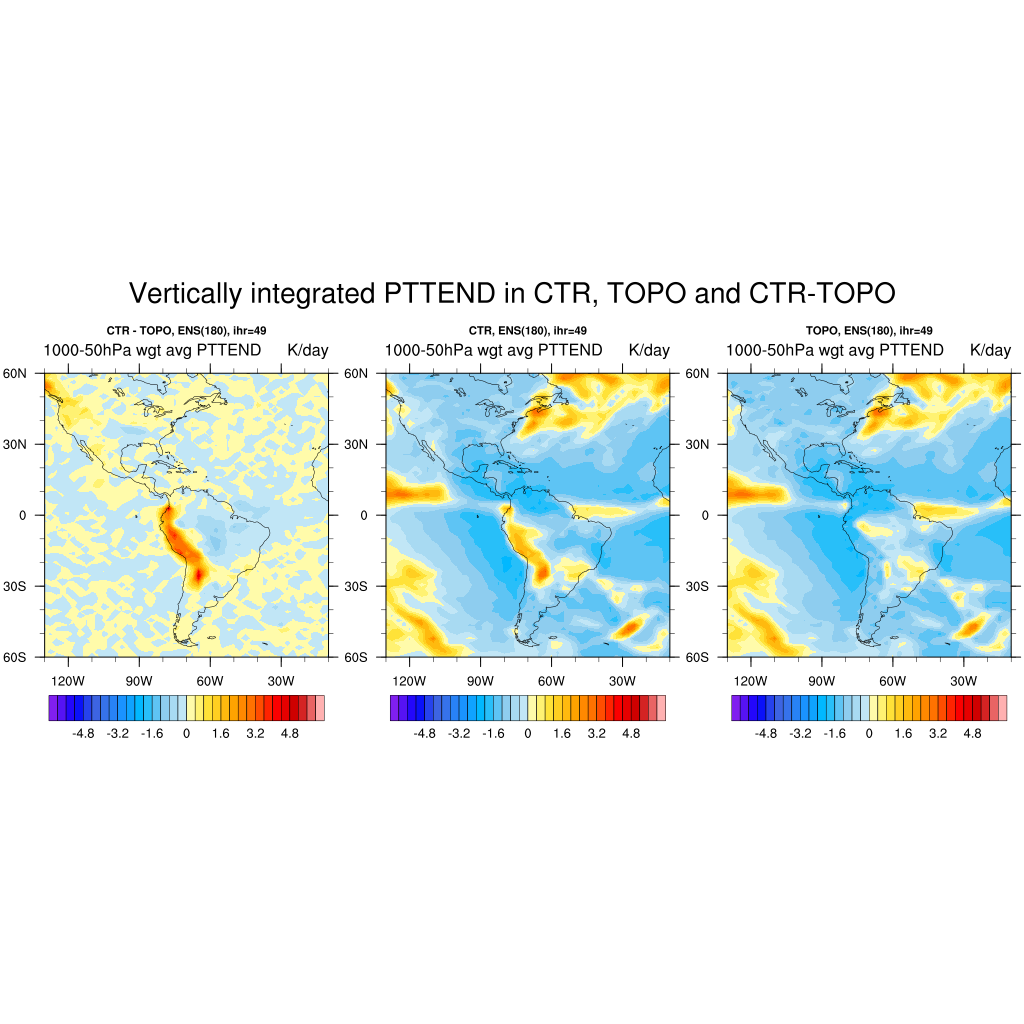 Vertically integrated PTTEND in CTR, TOPO and CTR-TOPO
CTR - TOPO, ENS(180), ihr=49
1000-50hPa wgt avg PTTEND K/day
60N
30N
0
30S
60S
120W 90W 60W 30W
-4.8 -3.2 -1.6 0 1.6 3.2 4.8
CTR, ENS(180), ihr=49
1000-50hPa wgt avg PTTEND K/day
60N
30N
0
30S
60S
120W 90W 60W 30W
-4.8 -3.2 -1.6 0 1.6 3.2 4.8
TOPO, ENS(180), ihr=49
1000-50hPa wgt avg PTTEND K/day
60N
30N
0
30S
60S
120W 90W 60W 30W
-4.8 -3.2 -1.6 0 1.6 3.2 4.8